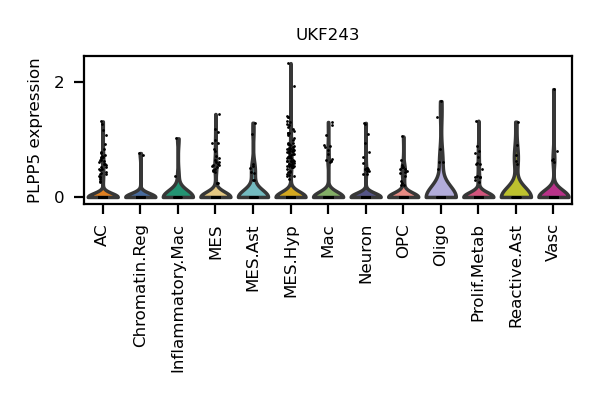 UKF243
PLPP5 expression
2
0
AC
Chromatin.Reg
Inflammatory.Mac
MES
MES.Ast
MES.Hyp
Mac
Neuron
OPC
Oligo
Prolif.Metab
Reactive.Ast
Vasc